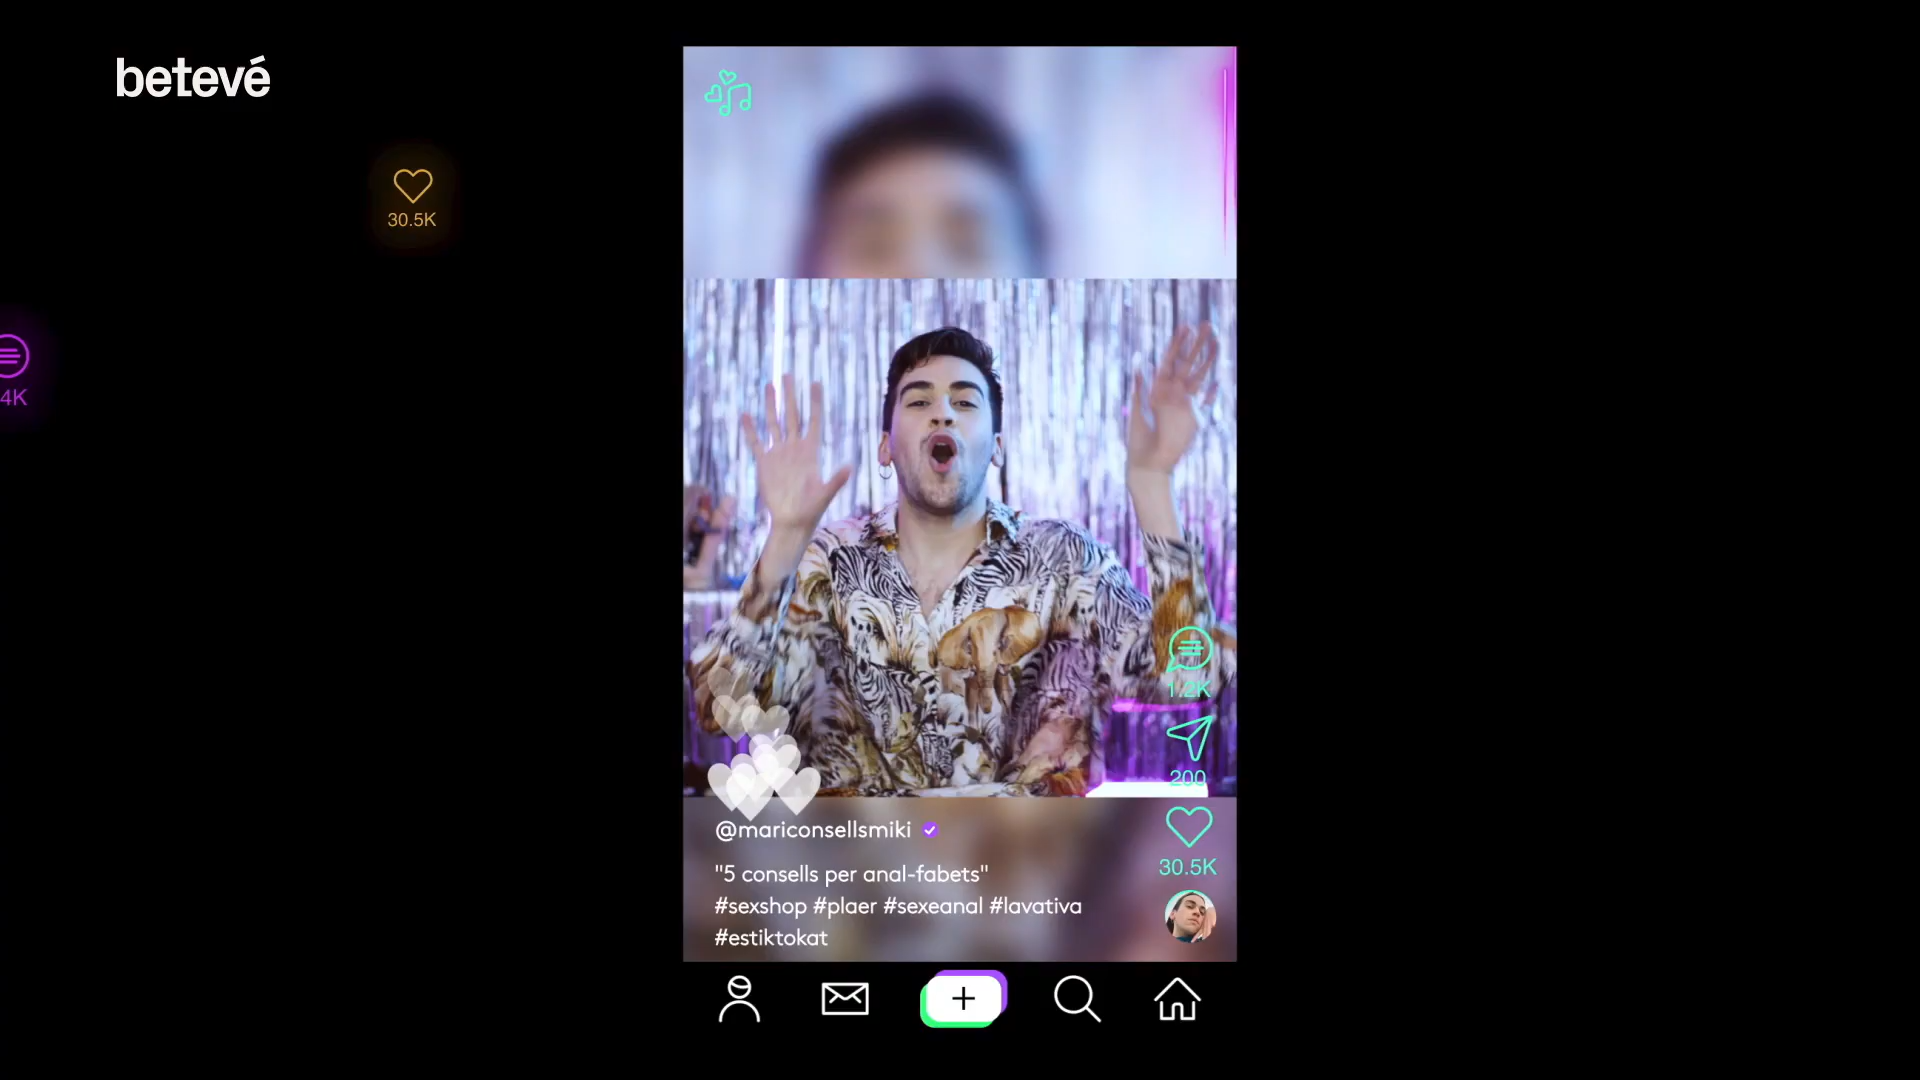 betevé
30.5K
4K
1.2K
200
30.5K
@mariconsellsmiki
"5 consells per anal-fabets"
#sexshop #plaer #sexeanal #lavativa
#estiktokat